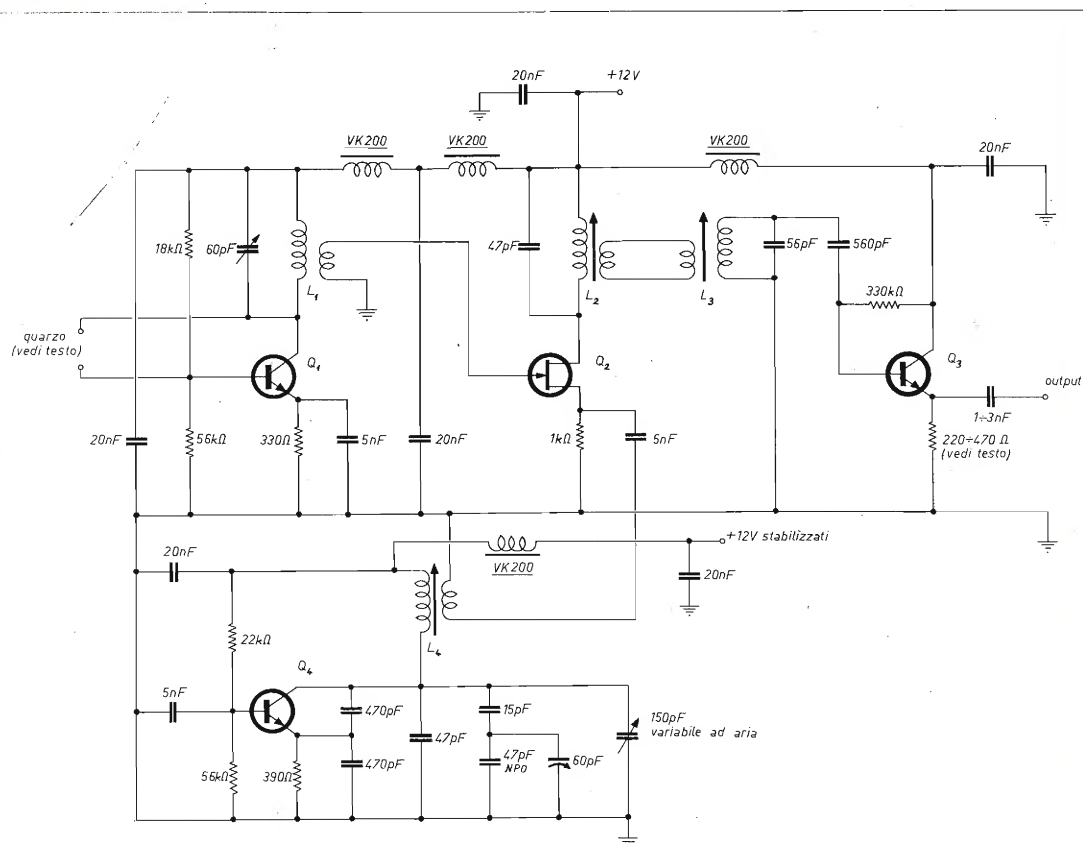 20nF
+12V
VK200
VK200
VK200
20nF
18kΩ
60pF
47pF
56pF
560pF
L1
L2
L3
330kΩ
quarzo
(vedi testo)
Q1
Q2
Q3
output
1÷3nF
20nF
56kΩ
330Ω
5nF
20nF
1kΩ
5nF
220÷470 Ω
(vedi testo)
+12V stabilizzati
20nF
VK200
20nF
L4
22kΩ
Q4
5nF
470pF
15pF
150pF
variabile ad aria
47pF
47pF
NPO
60pF
56kΩ
390Ω
470pF